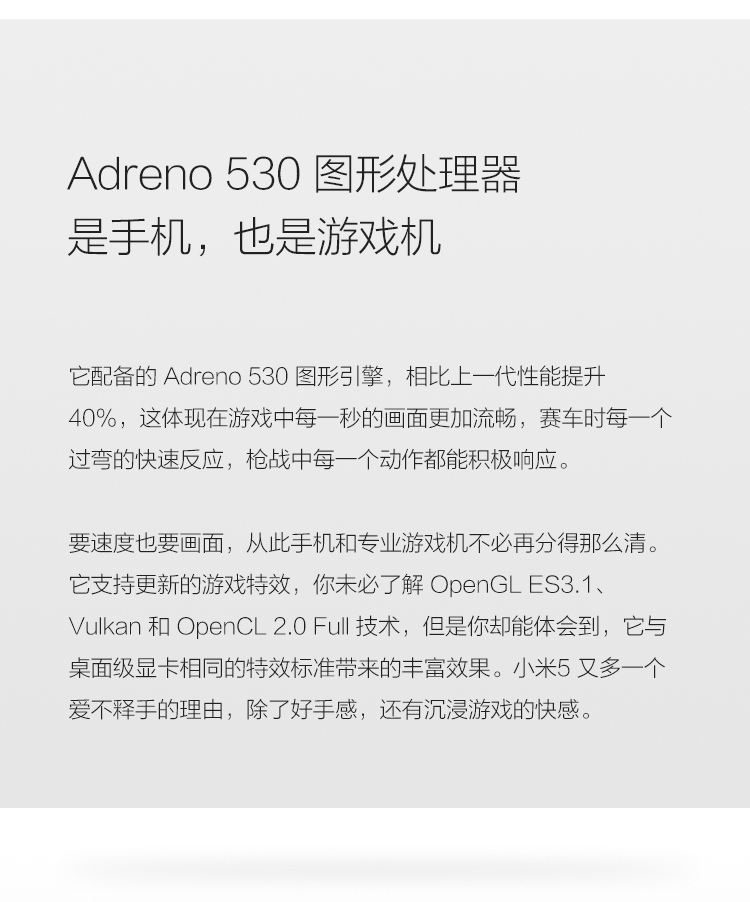 Adreno 530 图形处理器
是手机，也是游戏机
它配备的 Adreno 530 图形引擎，相比上一代性能提升
40%，这体现在游戏中每一秒的画面更加流畅，赛车时每一个
过弯的快速反应，枪战中每一个动作都能积极响应。
要速度也要画面，从此手机和专业游戏机不必再分得那么清。
它支持更新的游戏特效，你未必了解 OpenGL ES3.1、
Vulkan 和 OpenCL 2.0 Full 技术，但是你却能体会到，它与
桌面级显卡相同的特效标准带来的丰富效果。小米5 又多一个
爱不释手的理由，除了好手感，还有沉浸游戏的快感。